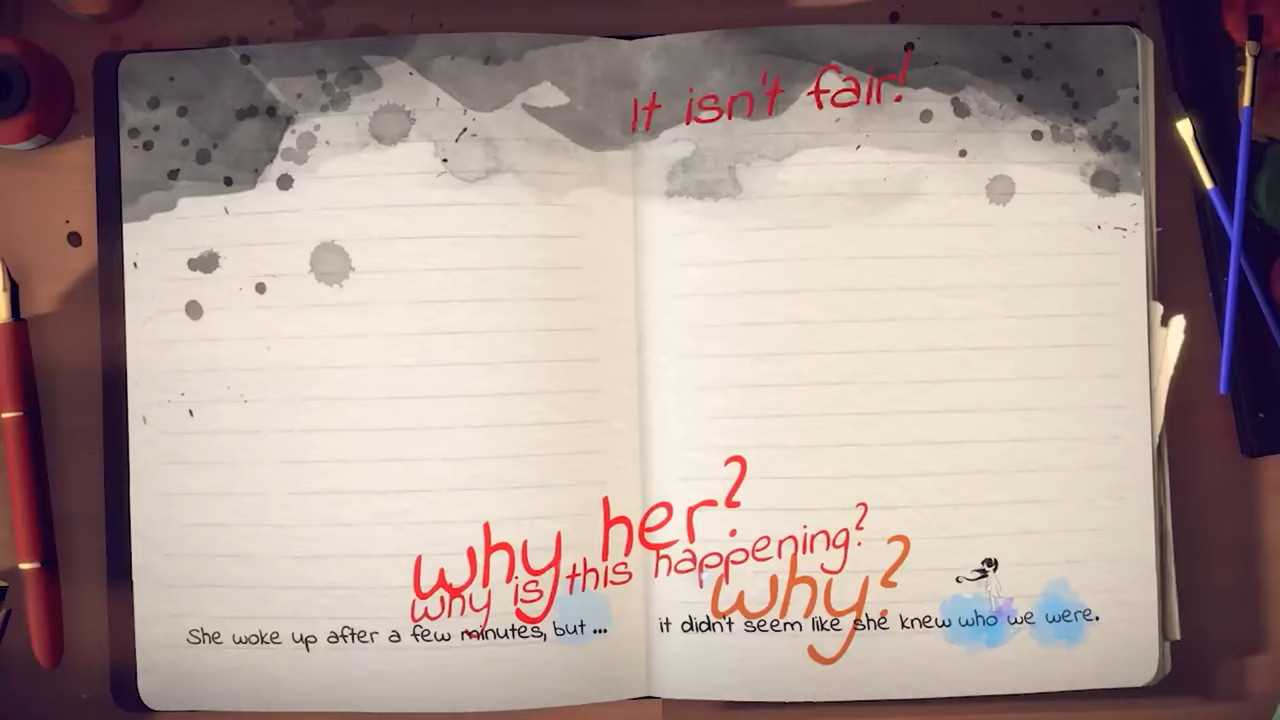 It isn't fair!
why her?
why is this happening?
why?
She woke up after a few minutes, but ...
it didn't seem like she knew who we were.